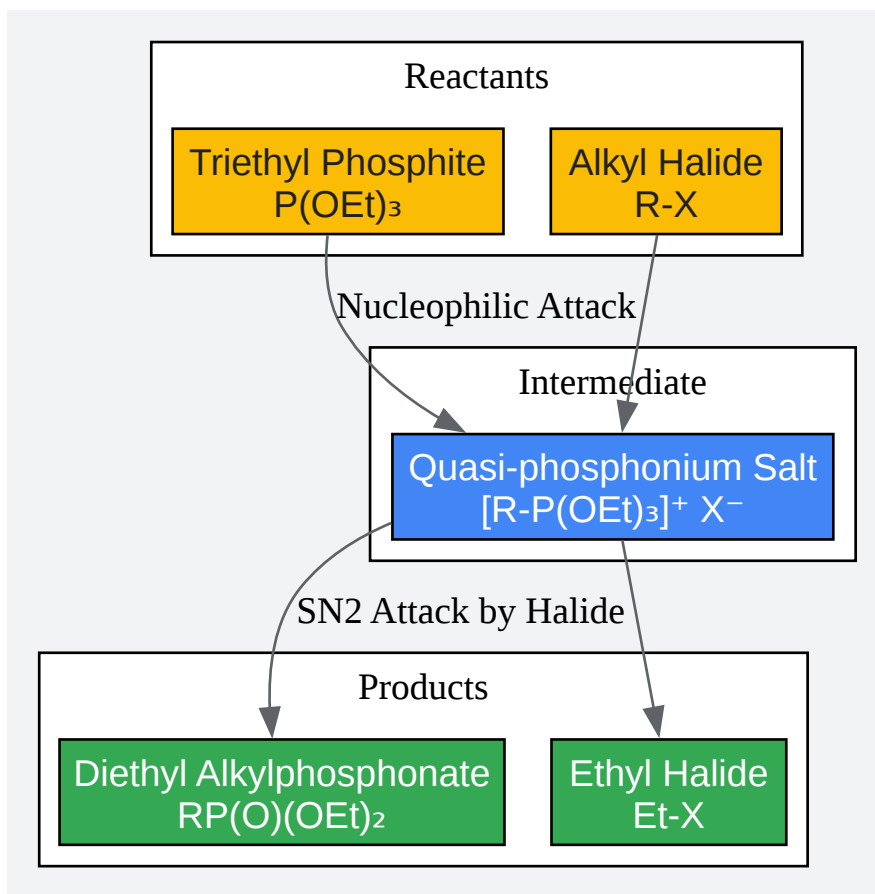 Reactants
Triethyl Phosphite
P(OEt)₃
Alkyl Halide
R-X
Nucleophilic Attack
Intermediate
Quasi-phosphonium Salt
[R-P(OEt)₃]⁺ X⁻
SN2 Attack by Halide
Products
Diethyl Alkylphosphonate
RP(O)(OEt)₂
Ethyl Halide
Et-X